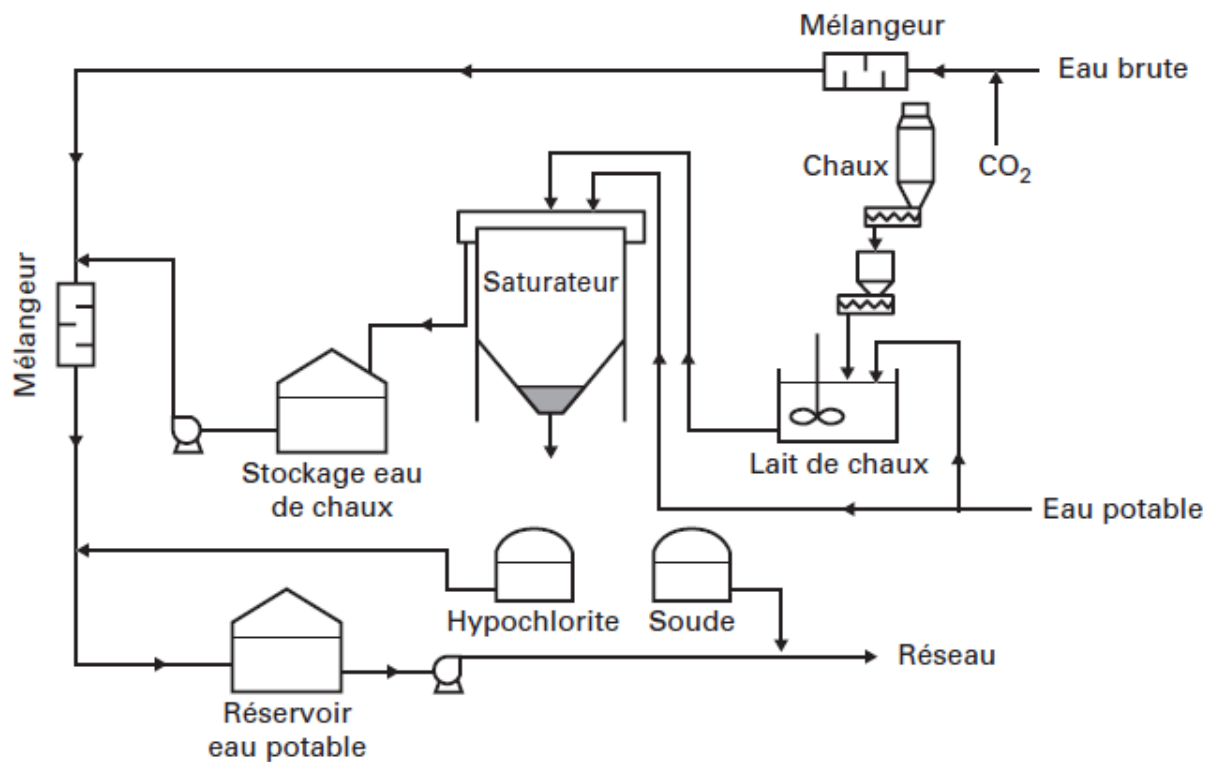 Mélangeur
Eau brute
Chaux
CO₂
Saturateur
Mélangeur
Stockage eau
de chaux
Lait de chaux
Eau potable
Hypochlorite
Soude
Réseau
Réservoir
eau potable